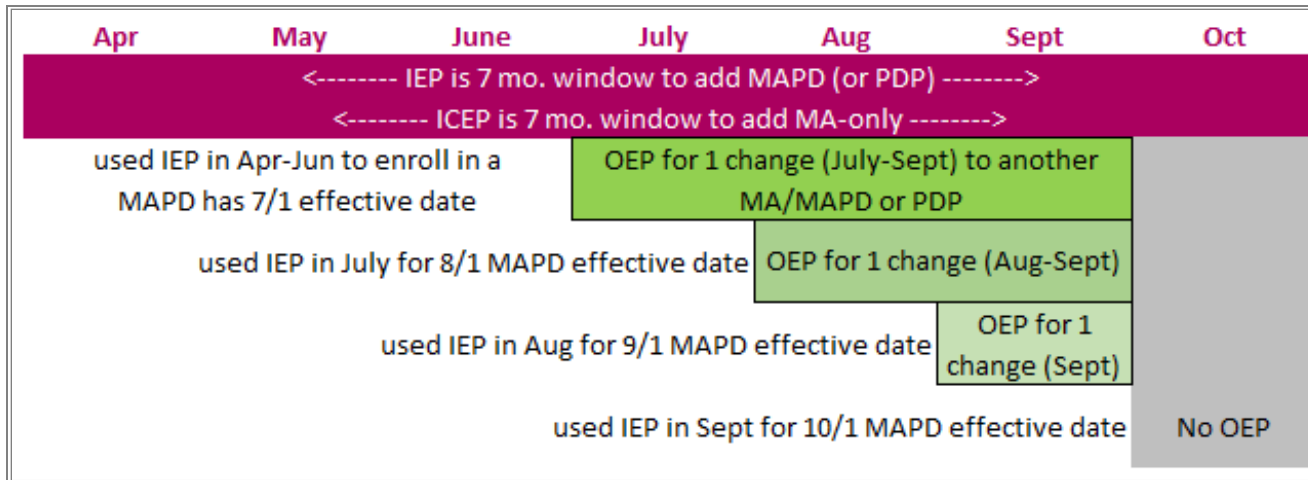 Apr May June July Aug Sept Oct
<-------- IEP is 7 mo. window to add MAPD (or PDP) -------->
<-------- ICEP is 7 mo. window to add MA-only -------->
used IEP in Apr-Jun to enroll in a
MAPD has 7/1 effective date
OEP for 1 change (July-Sept) to another
MA/MAPD or PDP
used IEP in July for 8/1 MAPD effective date
OEP for 1 change (Aug-Sept)
used IEP in Aug for 9/1 MAPD effective date
OEP for 1
change (Sept)
used IEP in Sept for 10/1 MAPD effective date
No OEP